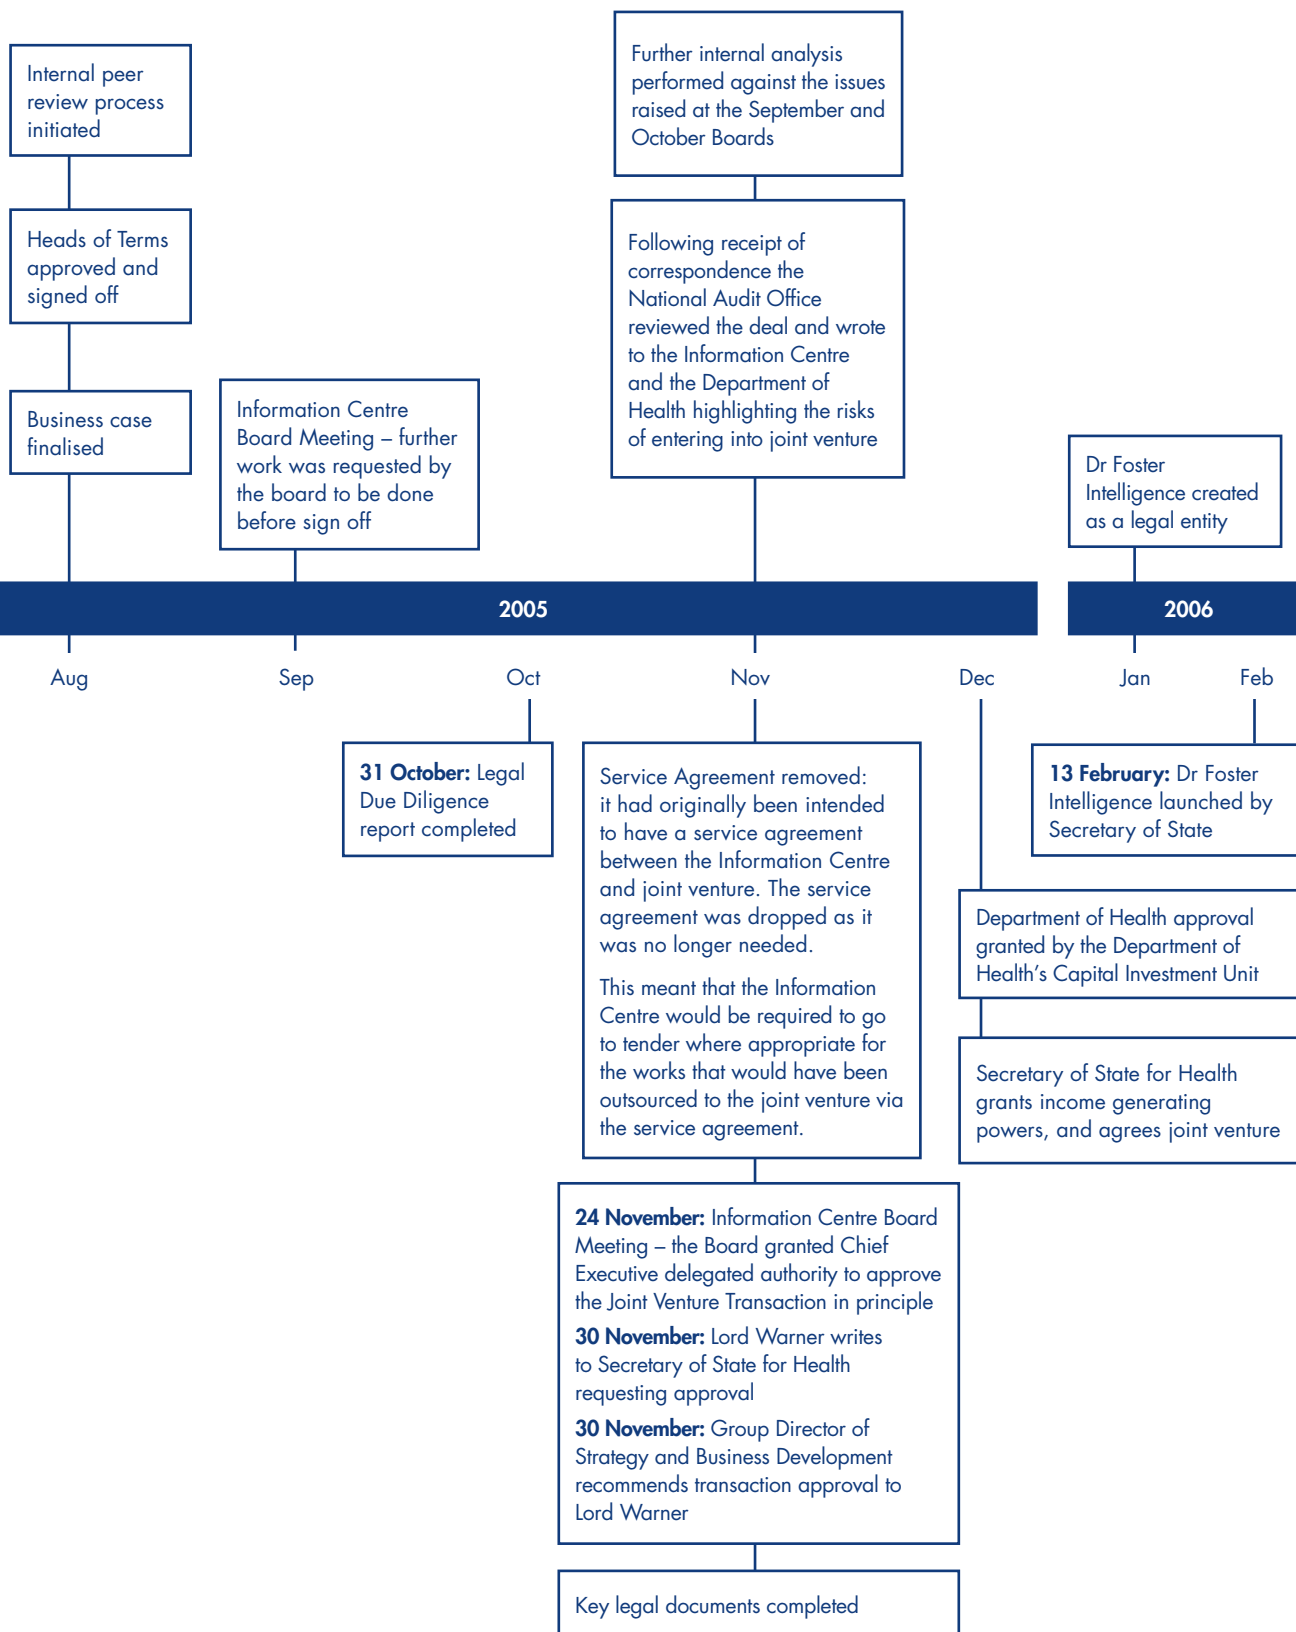 Internal peer
review process
initiated
Heads of Terms
approved and
signed off
Business case
finalised
Information Centre
Board Meeting – further
work was requested by
the board to be done
before sign off
Further internal analysis
performed against the issues
raised at the September and
October Boards
Following receipt of
correspondence the
National Audit Office
reviewed the deal and wrote
to the Information Centre
and the Department of
Health highlighting the risks
of entering into joint venture
Dr Foster
Intelligence created
as a legal entity
2005
2006
Aug
Sep
Oct
Nov
Dec
Jan
Feb
31 October: Legal
Due Diligence
report completed
Service Agreement removed:
it had originally been intended
to have a service agreement
between the Information Centre
and joint venture. The service
agreement was dropped as it
was no longer needed.
This meant that the Information
Centre would be required to go
to tender where appropriate for
the works that would have been
outsourced to the joint venture via
the service agreement.
24 November: Information Centre Board
Meeting – the Board granted Chief
Executive delegated authority to approve
the Joint Venture Transaction in principle
30 November: Lord Warner writes
to Secretary of State for Health
requesting approval
30 November: Group Director of
Strategy and Business Development
recommends transaction approval to
Lord Warner
Key legal documents completed
13 February: Dr Foster
Intelligence launched by
Secretary of State
Department of Health approval
granted by the Department of
Health's Capital Investment Unit
Secretary of State for Health
grants income generating
powers, and agrees joint venture